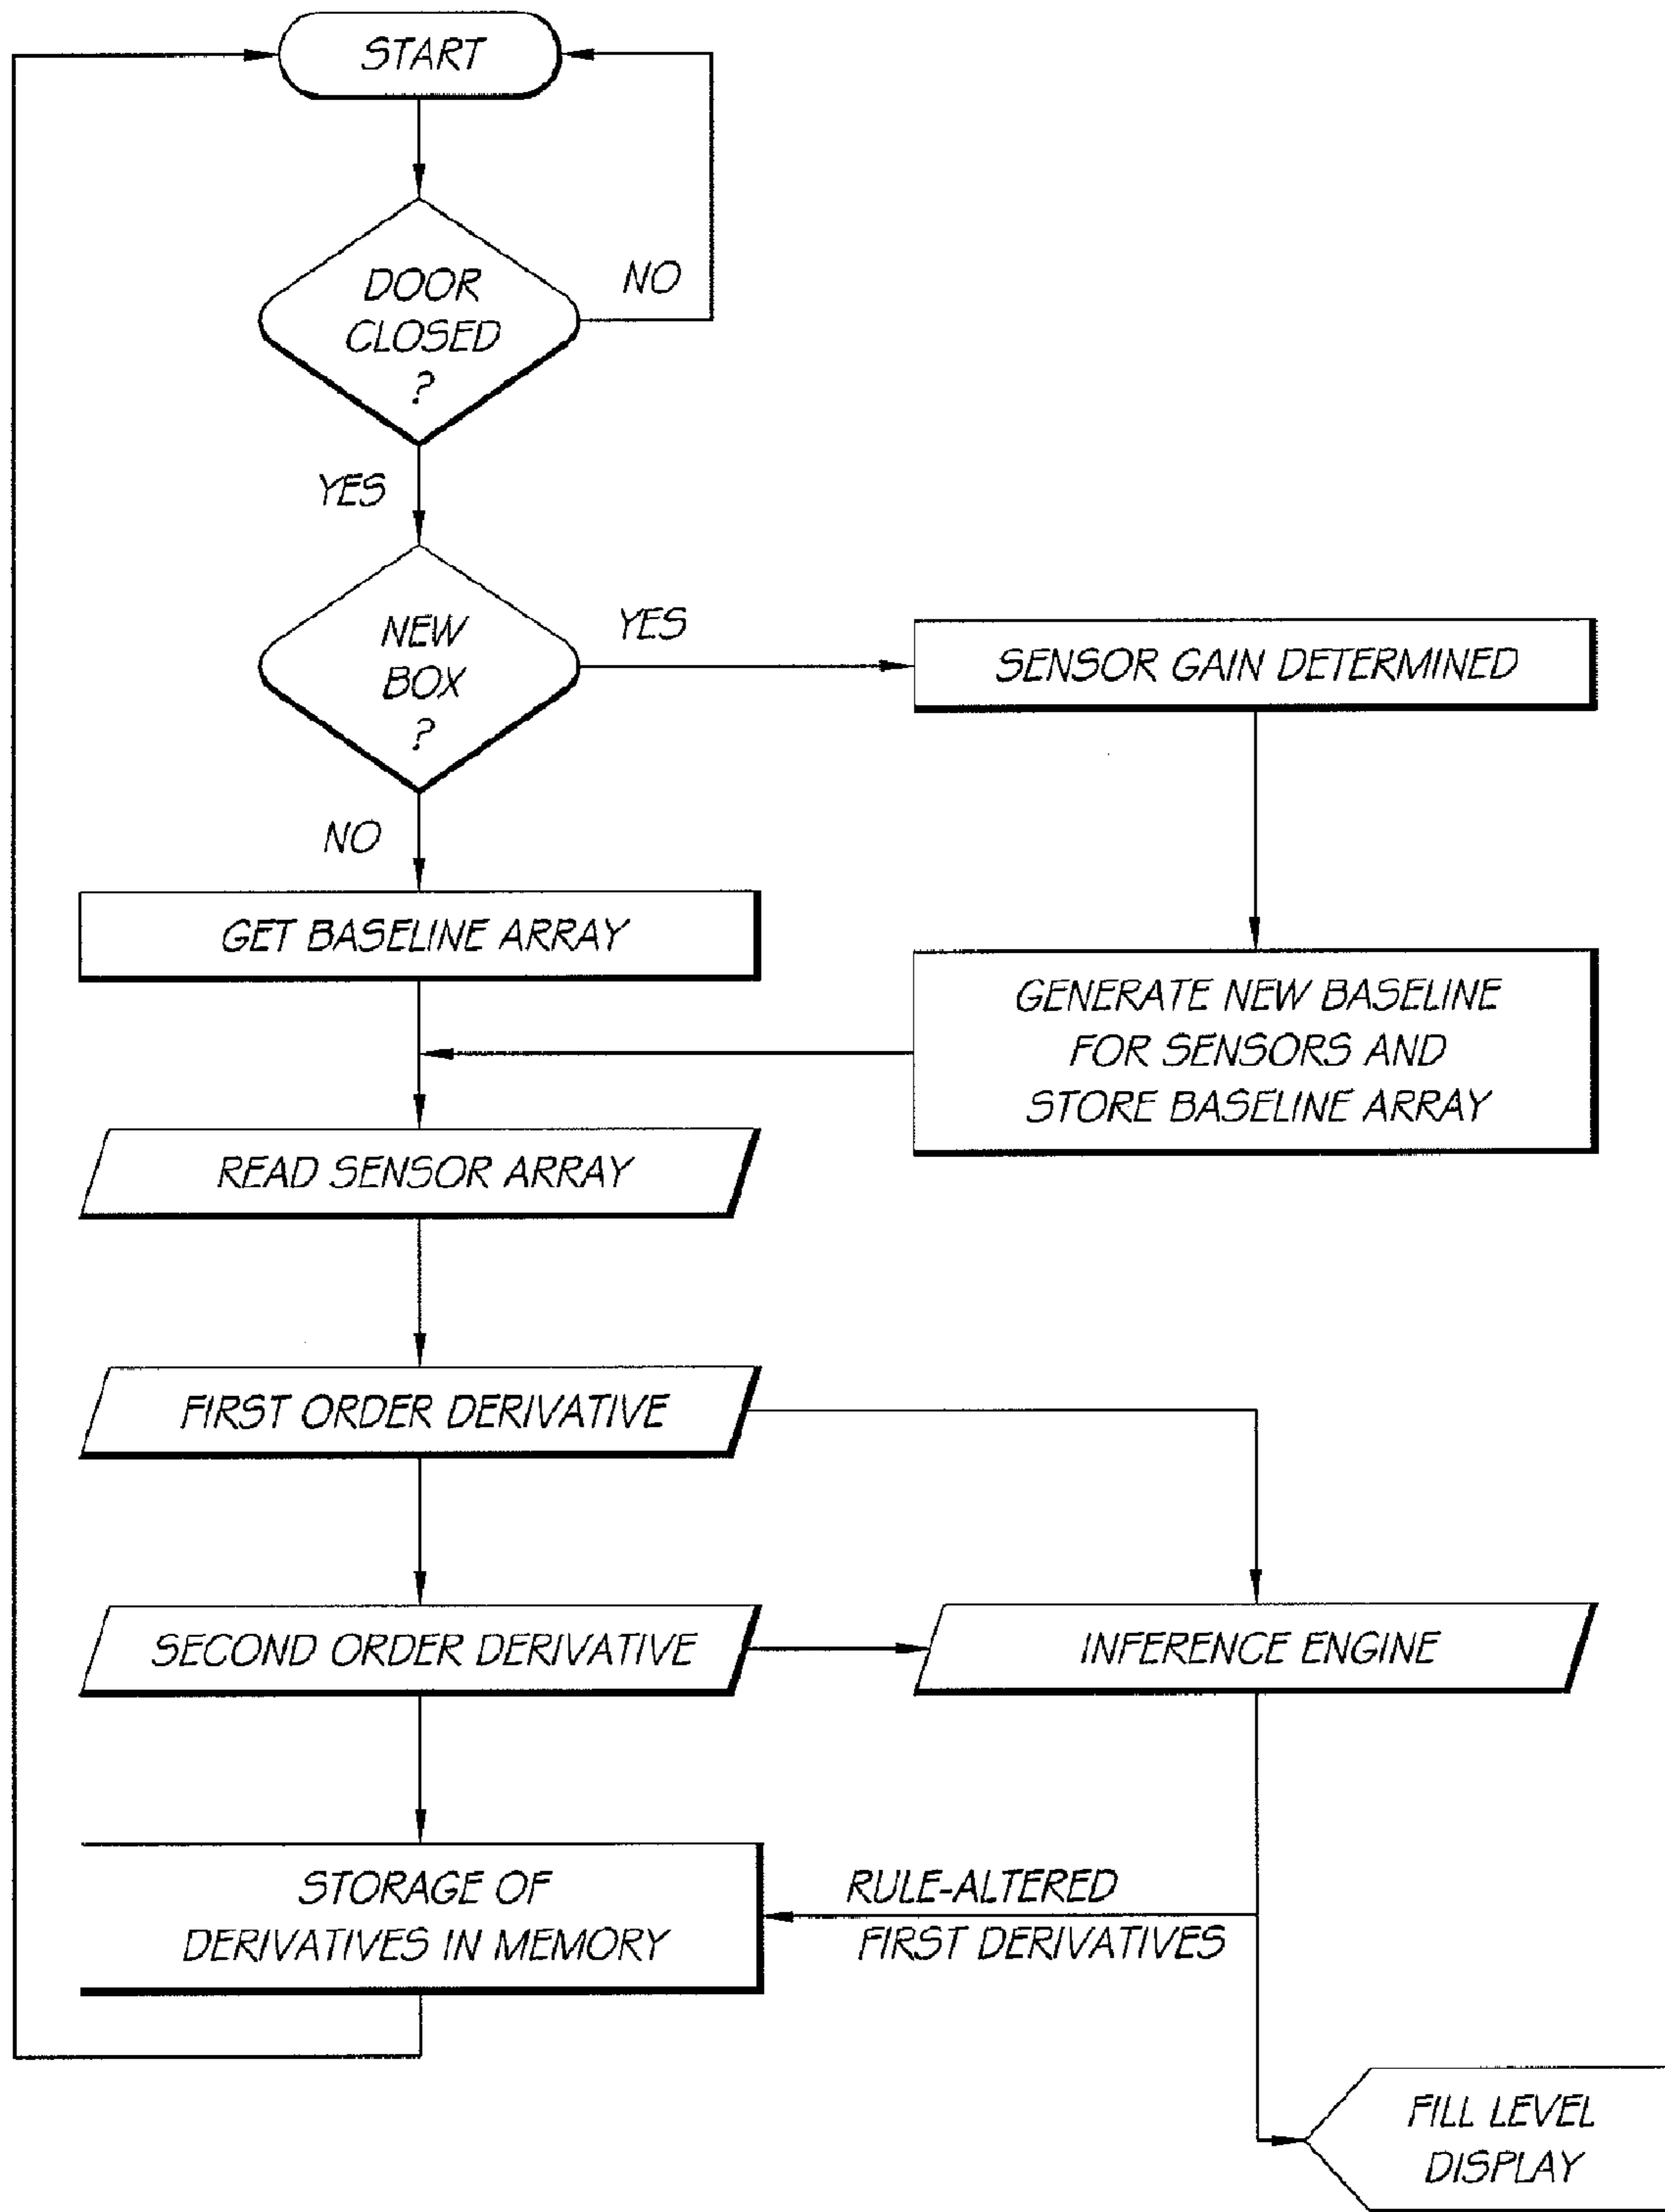 START
DOOR
CLOSED
?
NO
YES
NEW
BOX
?
YES
NO
SENSOR GAIN DETERMINED
GET BASELINE ARRAY
GENERATE NEW BASELINE
FOR SENSORS AND
STORE BASELINE ARRAY
READ SENSOR ARRAY
FIRST ORDER DERIVATIVE
SECOND ORDER DERIVATIVE
INFERENCE ENGINE
STORAGE OF
DERIVATIVES IN MEMORY
RULE-ALTERED
FIRST DERIVATIVES
FILL LEVEL
DISPLAY